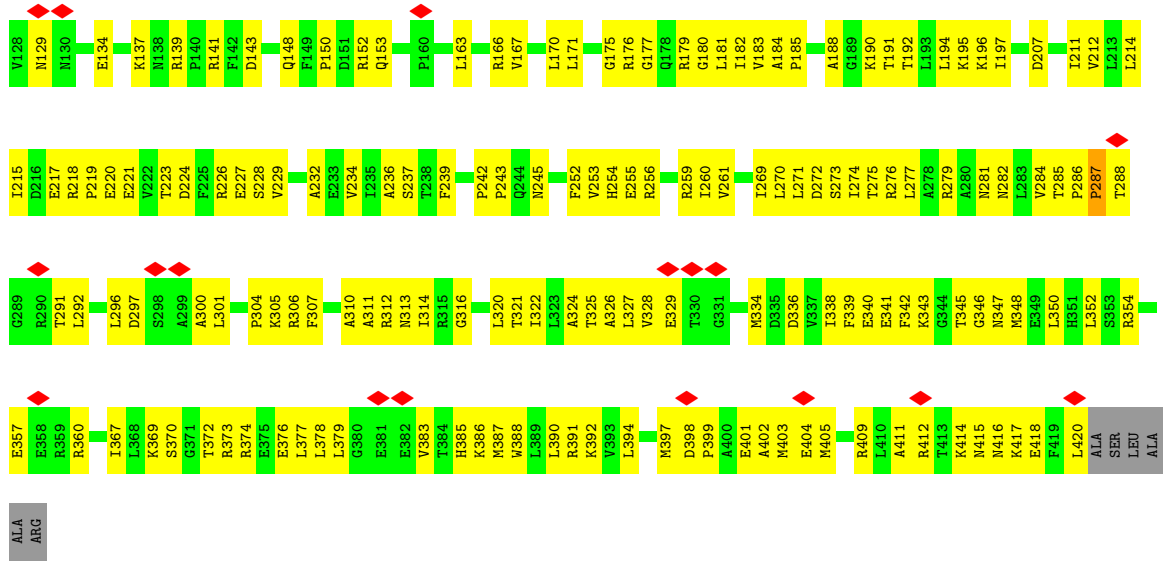 V128 N129 N130 E134 K137 N138 R139 P140 R141 F142 D143 Q148 F149 P150 D151 R152 Q153 P160 L163 R166 V167 L170 L171 G175 R176 G177 Q178 R179 G180 L181 I182 V183 A184 P185 A188 G189 K190 T191 T192 L193 L194 K195 K196 I197 D207 I211 V212 L213 L214
I215 D216 E217 R218 P219 E220 E221 V222 T223 D224 F225 R226 E227 S228 V229 A232 E233 V234 I235 A236 S237 T238 F239 P242 P243 Q244 N245 F252 V253 H254 E255 R256 R259 I260 V261 I269 L270 L271 D272 S273 I274 T275 R276 L277 A278 R279 A280 N281 N282 L283 V284 T285 P286 P287 T288
G289 R290 T291 L292 L296 D297 S298 A299 A300 L301 P304 K305 R306 F307 A310 A311 R312 N313 I314 R315 G316 L320 T321 I322 L323 A324 T325 A326 L327 V328 E329 T330 G331 M334 D335 D336 V337 I338 F339 E340 E341 F342 K343 G344 T345 G346 N347 M348 E349 L350 H351 L352 S353 R354
E357 E358 R359 R360 I367 L368 K369 S370 G371 T372 R373 R374 E375 E376 L377 L378 L379 G380 E381 E382 V383 T384 H385 K386 M387 W388 L389 L390 R391 K392 V393 L394 M397 D398 P399 A400 E401 A402 M403 E404 M405 R409 L410 A411 R412 T413 K414 N415 N416 K417 E418 F419 L420 ALA SER LEU ALA
ALA ARG